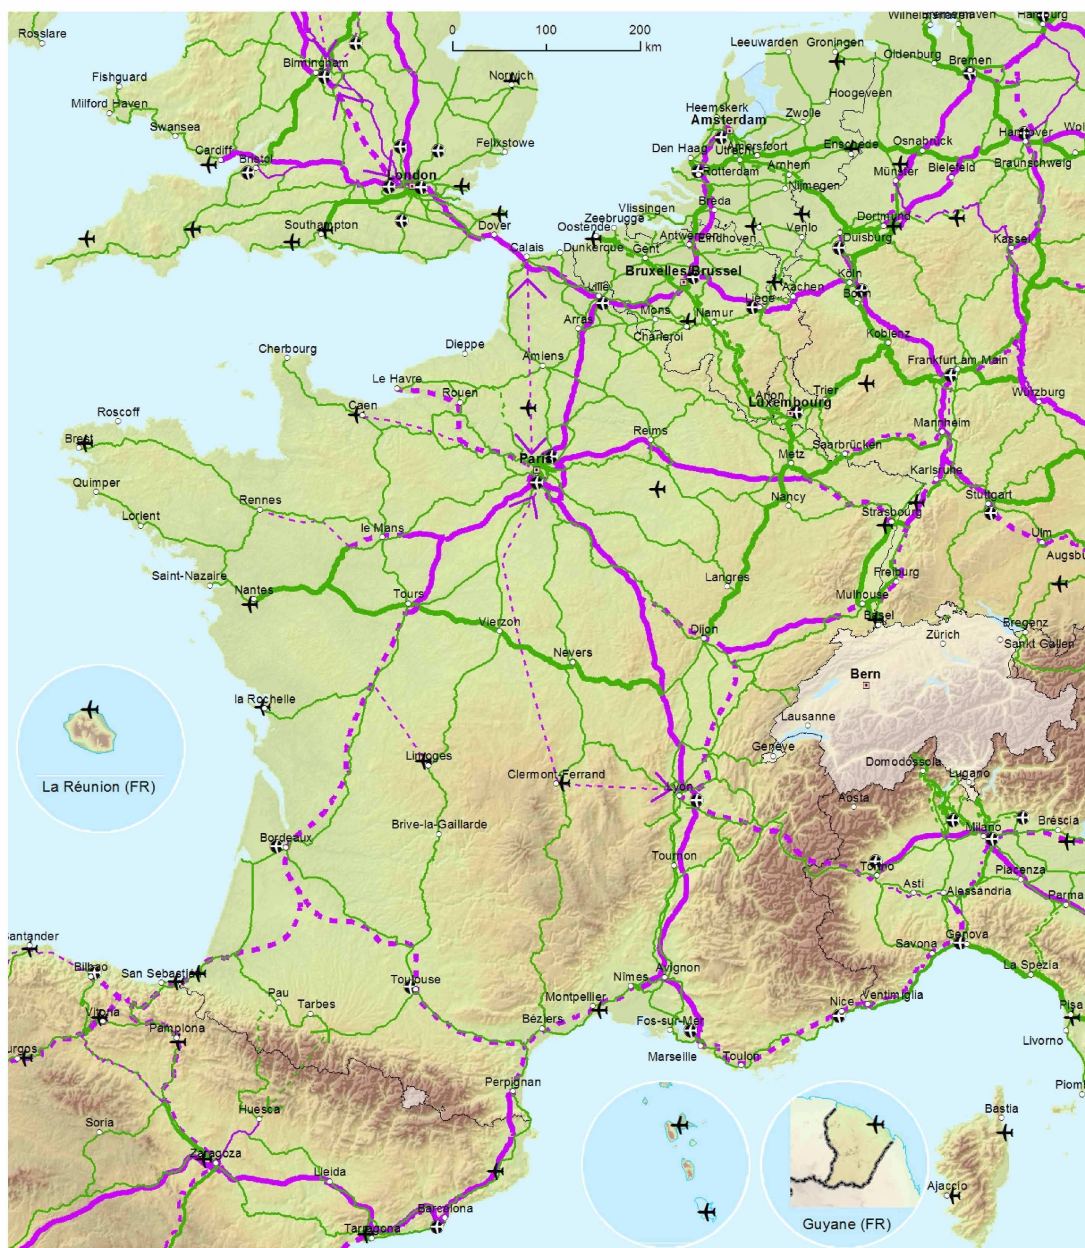 Rosslare
0
100
200
km
Wilhelmshaven
Bremerhaven
Hamburg
Leeuwarden
Groningen
Oldenburg
Bremen
Birmingham
Fishguard
Milford Haven
Norwich
Hoogeveen
Heemskerk
Amsterdam
Zwolle
Swansea
Cardiff
Bristol
Felixstowe
Den Haag
Utrecht
Amersfoort
Enschede
Osnabrück
Hannover
Braunschweig
London
Rotterdam
Arnhem
Nijmegen
Münster
Bielefeld
Breda
Vlissingen
Zeebrugge
Oostende
Southampton
Dover
Calais
Dunkerque
Gent
Antwerpen
Eindhoven
Venlo
Dortmund
Duisburg
Kassel
Bruxelles/Brussel
Köln
Bonn
Aachen
Liège
Lille
Mons
Namur
Charleroi
Arras
Koblenz
Cherbourg
Dieppe
Amiens
Frankfurt am Main
Le Havre
Rouen
Trier
Arlon
Luxembourg
Würzburg
Caen
Roscoff
Brest
Reims
Mannheim
Saarbrücken
Paris
Metz
Karlsruhe
Quimper
Rennes
Nancy
Stuttgart
Lorient
le Mans
Strasbourg
Ulm
Saint-Nazaire
Nantes
Langres
Freiburg
Tours
Mulhouse
Basel
Vierzon
Dijon
Bregenz
Zürich
Sankt Gallen
Nevers
Bern
la Rochelle
Lausanne
Genève
La Réunion (FR)
Limoges
Clermont-Ferrand
Domodossola
Lugano
Lyon
Aosta
Brive-la-Gaillarde
Milano
Brescia
Bordeaux
Tournon
Torino
Piacenza
Asti
Alessandria
Parma
Santander
Savona
Genova
Bilbao
San Sebastian
Toulouse
Nîmes
Avignon
La Spezia
Pau
Tarbes
Montpellier
Nice
Ventimiglia
Vitoria
Pamplona
Béziers
Fos-sur-Mer
Pisa
Marseille
Toulon
Livorno
Perpignan
Huesca
Soria
Bastia
Zaragoza
Lleida
Ajaccio
Barcelona
Tarragona
Guyane (FR)